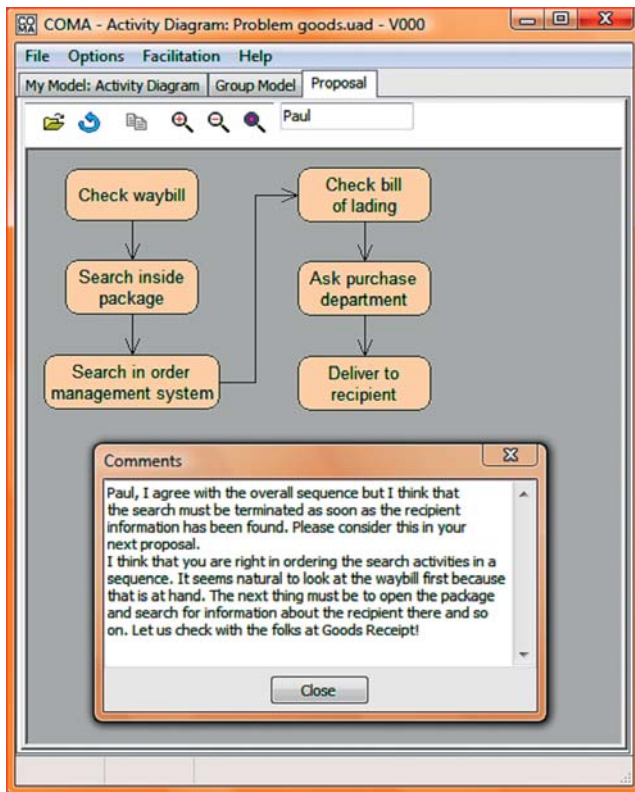 COMA - Activity Diagram: Problem goods.uad - V000
File Options Facilitation Help
My Model: Activity Diagram Group Model Proposal
Paul
Check waybill
Search inside
package
Search in order
management system
Check bill
of lading
Ask purchase
department
Deliver to
recipient
Comments
Paul, I agree with the overall sequence but I think that
the search must be terminated as soon as the recipient
information has been found. Please consider this in your
next proposal.
I think that you are right in ordering the search activities in a
sequence. It seems natural to look at the waybill first because
that is at hand. The next thing must be to open the package
and search for information about the recipient there and so
on. Let us check with the folks at Goods Receipt!
Close